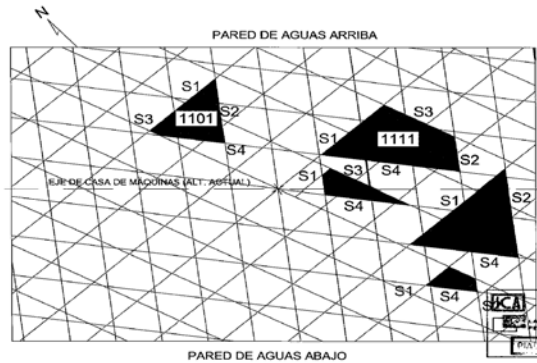 N
PARED DE AGUAS ARRIBA
S1
S3
1101
S2
S4
S3
S1
1111
S2
S3
S4
S1
S4
S1
S2
EJE DE CASA DE MAQUINAS (ALT. ACTUAL)
S4
S1
S4
ICA
PARED DE AGUAS ABAJO